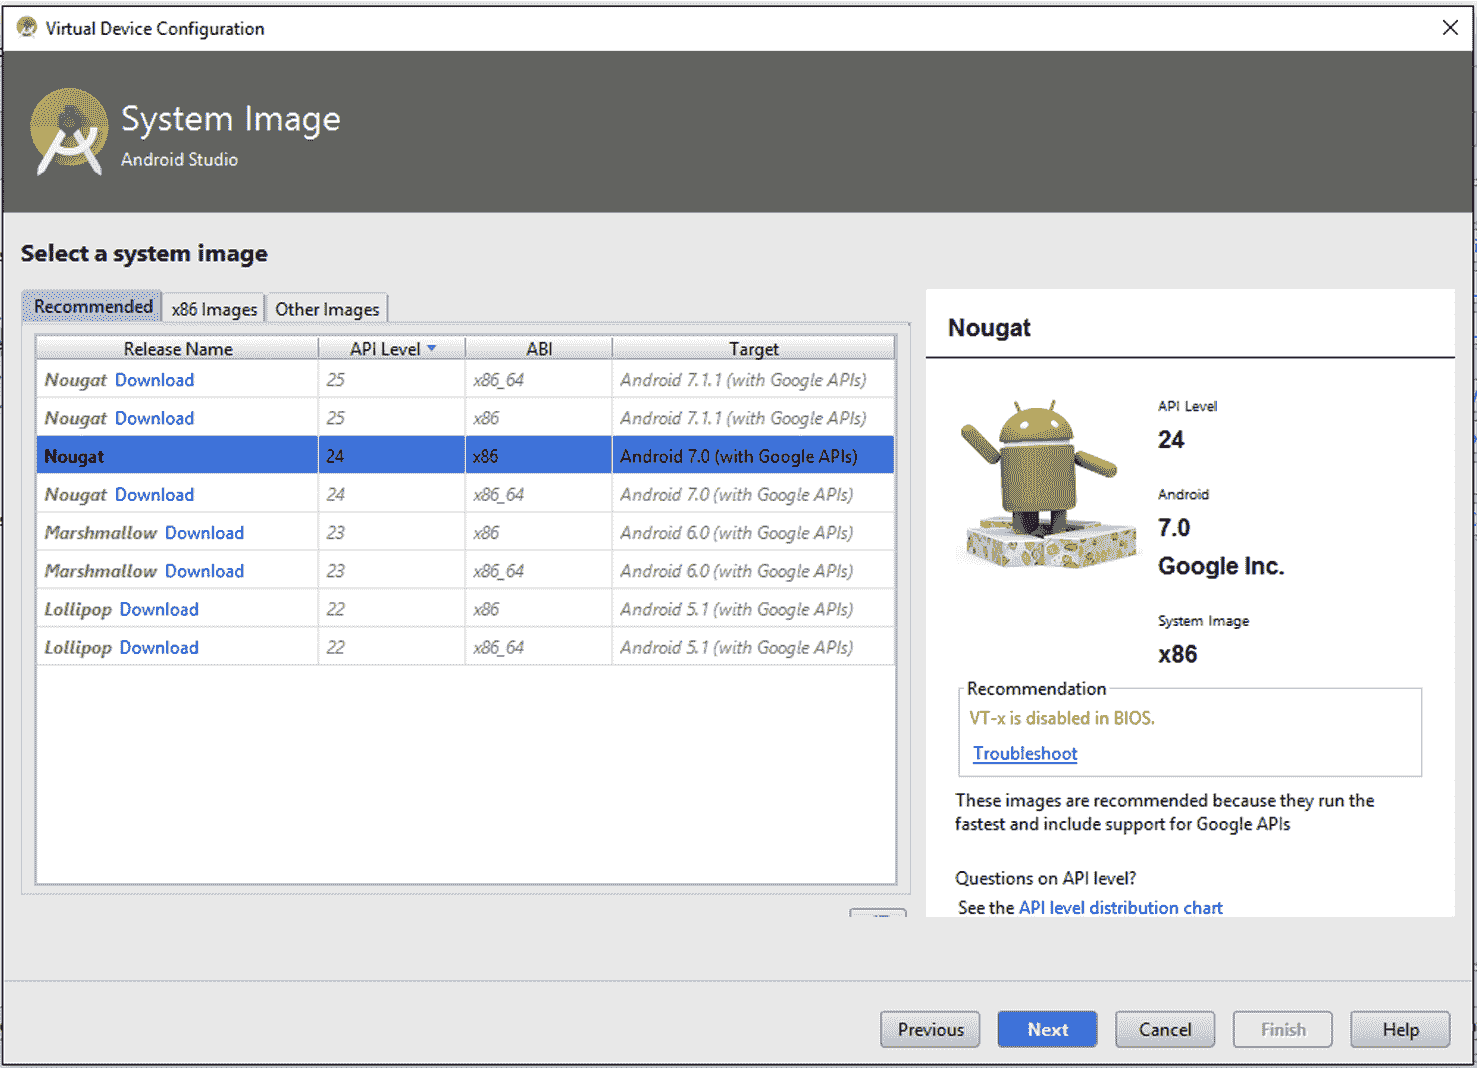 Virtual Device Configuration
System Image
Android Studio
Select a system image
Recommended x86 Images Other Images
Release Name API Level ABI Target
Nougat Download 25 x86_64 Android 7.1.1 (with Google APIs)
Nougat Download 25 x86 Android 7.1.1 (with Google APIs)
Nougat 24 x86 Android 7.0 (with Google APIs)
Nougat Download 24 x86_64 Android 7.0 (with Google APIs)
Marshmallow Download 23 x86 Android 6.0 (with Google APIs)
Marshmallow Download 23 x86_64 Android 6.0 (with Google APIs)
Lollipop Download 22 x86 Android 5.1 (with Google APIs)
Lollipop Download 22 x86_64 Android 5.1 (with Google APIs)
Nougat
API Level
24
Android
7.0
Google Inc.
System Image
x86
Recommendation
VT-x is disabled in BIOS.
Troubleshoot
These images are recommended because they run the
fastest and include support for Google APIs
Questions on API level?
See the API level distribution chart
Previous Next Cancel Finish Help